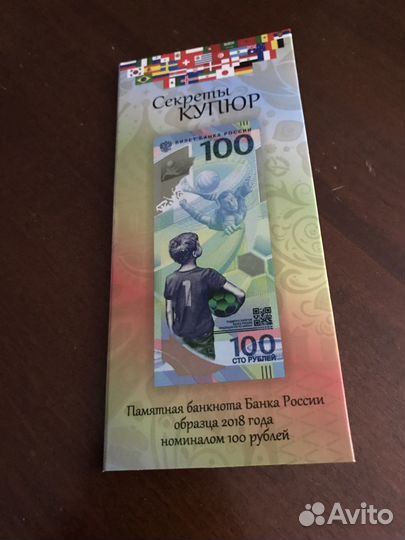 Секреты
КУПЮР
БИЛЕТ БАНКА РОССИИ
100
1
100
СТО РУБЛЕЙ
Памятная банкнота Банка России
образца 2018 года
номиналом 100 рублей
Avito